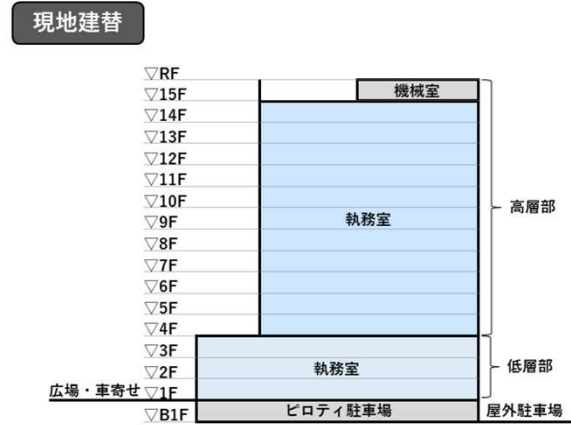 現地建替
▽RF
▽15F
機械室
▽14F
▽13F
▽12F
▽11F
▽10F
高層部
▽9F
執務室
▽8F
▽7F
▽6F
▽5F
▽4F
▽3F
▽2F
執務室
低層部
広場・車寄せ
▽1F
▽B1F
ピロティ駐車場
屋外駐車場